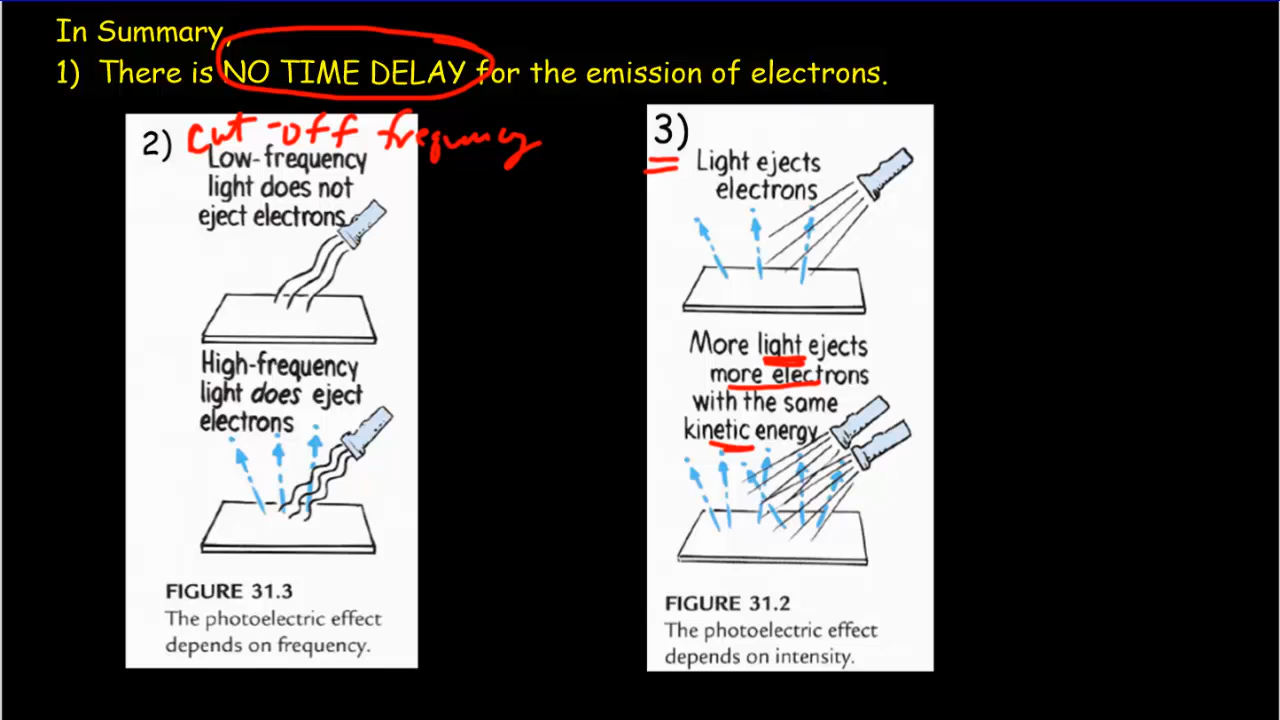 In Summary,
1) There is NO TIME DELAY for the emission of electrons.
2) cut-off frequency
Low-frequency
light does not
eject electrons
High-frequency
light does eject
electrons
FIGURE 31.3
The photoelectric effect
depends on frequency.
3)
Light ejects
electrons
More light ejects
more electrons
with the same
kinetic energy
FIGURE 31.2
The photoelectric effect
depends on intensity.